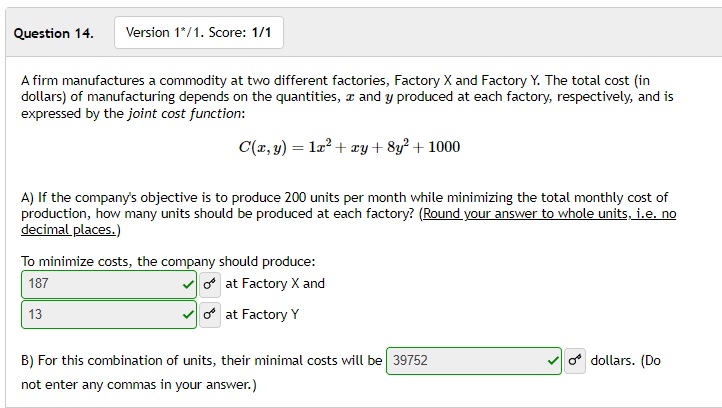 Question 14. Version 1*/1. Score: 1/1
A firm manufactures a commodity at two different factories, Factory X and Factory Y. The total cost (in
dollars) of manufacturing depends on the quantities, x and y produced at each factory, respectively, and is
expressed by the joint cost function:
C(x, y) = 1x² + xy + 8y² + 1000
A) If the company's objective is to produce 200 units per month while minimizing the total monthly cost of
production, how many units should be produced at each factory? (Round your answer to whole units, i.e. no
decimal places.)
To minimize costs, the company should produce:
187 at Factory X and
13 at Factory Y
B) For this combination of units, their minimal costs will be 39752 dollars. (Do
not enter any commas in your answer.)